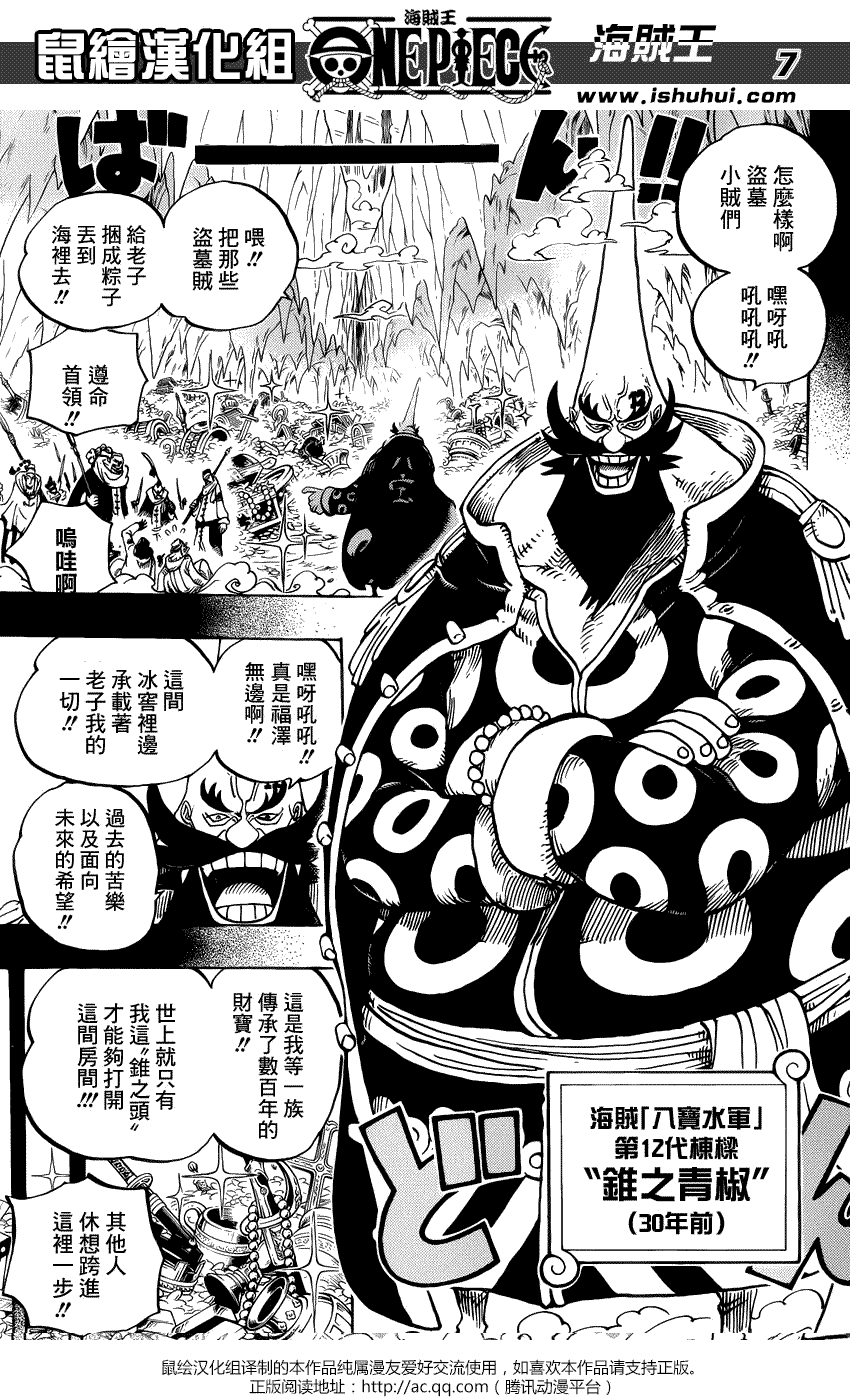 鼠繪漢化組
海賊王
ONE PIECE
海賊王
7
www.ishuhui.com
ばん!!
怎麼樣啊
盜墓
小賊們
嘿呀吼
吼吼!!
喂!!
把那些
盜墓賊
給老子
捆成粽子
丟到
海裡去!!
遵命
首領!!
嗚哇啊
八宝
嘿呀吼吼!!
真是福澤
無邊啊!!
這間
冰窖裡邊
承載著
老子我的
一切!!
過去的苦樂
以及面向
未來的希望!!
這是我等一族
傳承了數百年的
財寶!!
世上就只有
我這“錐之頭”
才能夠打開
這間房間!!!
其他人
休想跨進
這裡一步!!
どん
海賊「八寶水軍」
第12代棟樑
“錐之青椒”
（30年前）
鼠绘汉化组译制的本作品纯属漫友爱好交流使用，如喜欢本作品请支持正版。
正版阅读地址：http://ac.qq.com（腾讯动漫平台）